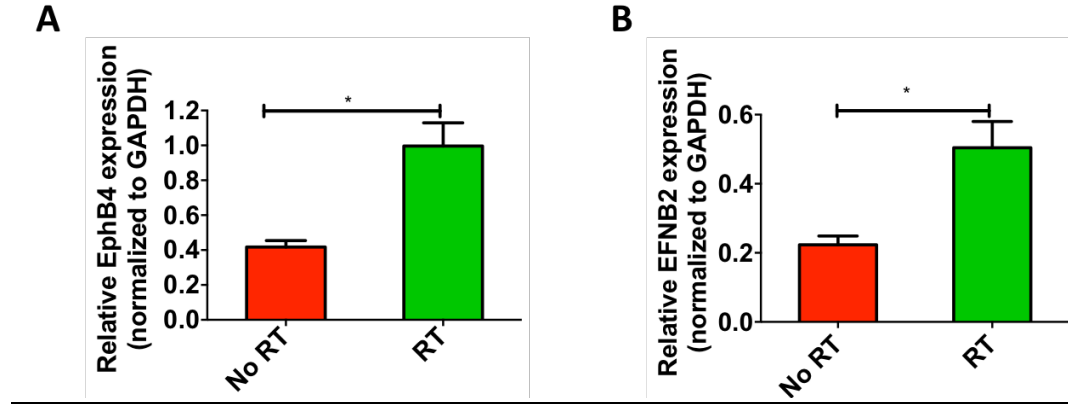 A
Relative EphB4 expression
(normalized to GAPDH)
1.2
1.0
0.8
0.6
0.4
0.2
0.0
*
No RT
RT
B
Relative EFNB2 expression
(normalized to GAPDH)
0.6
0.4
0.2
0.0
*
No RT
RT